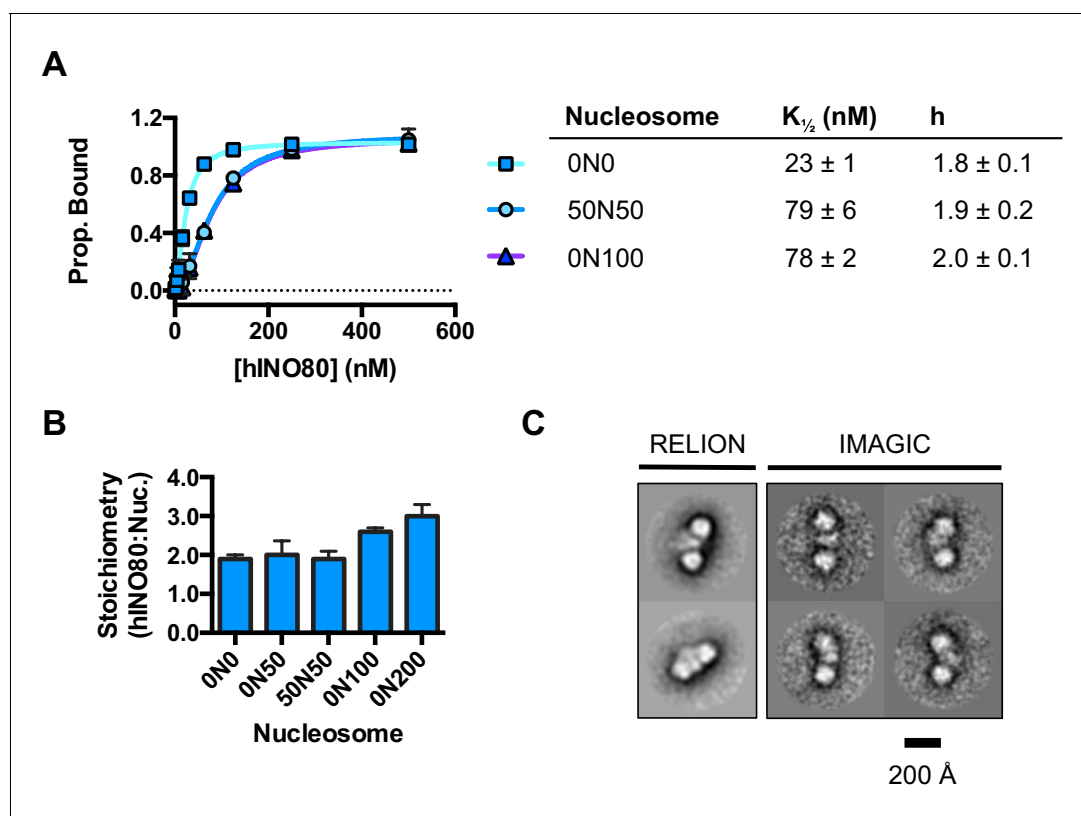 A
1.2
0.8
0.4
0.0
Prop. Bound
0 200 400 600
[hINO80] (nM)
Nucleosome K½ (nM) h
0N0 23 ± 1 1.8 ± 0.1
50N50 79 ± 6 1.9 ± 0.2
0N100 78 ± 2 2.0 ± 0.1
B
Stoichiometry
(hINO80:Nuc.)
4.0
3.0
2.0
1.0
0.0
0N0 0N50 50N50 0N100 0N200
Nucleosome
C
RELION IMAGIC
200 Å